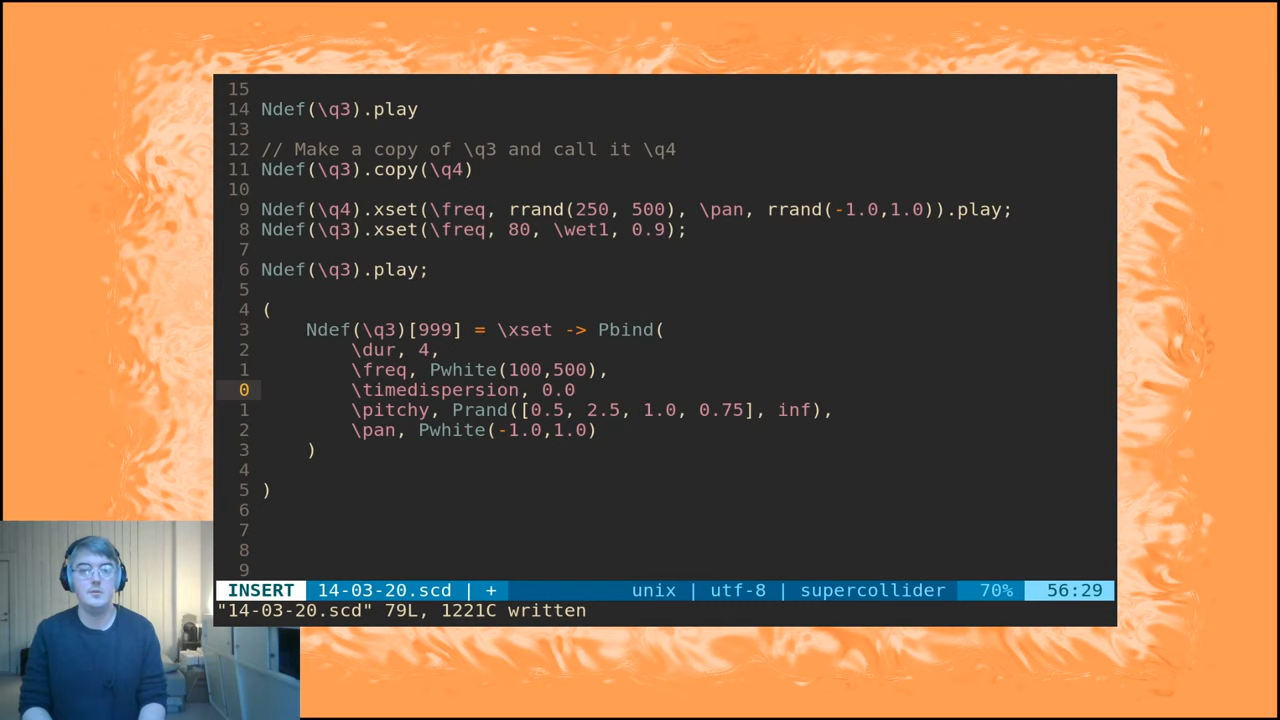 15
14 Ndef(\q3).play
13
12 // Make a copy of \q3 and call it \q4
11 Ndef(\q3).copy(\q4)
10
9 Ndef(\q4).xset(\freq, rrand(250, 500), \pan, rrand(-1.0,1.0)).play;
8 Ndef(\q3).xset(\freq, 80, \wet1, 0.9);
7
6 Ndef(\q3).play;
5
4 (
3 Ndef(\q3)[999] = \xset -> Pbind(
2 \dur, 4,
1 \freq, Pwhite(100,500),
0 \timedispersion, 0.0
1 \pitchy, Prand([0.5, 2.5, 1.0, 0.75], inf),
2 \pan, Pwhite(-1.0,1.0)
3 )
4
5 )
6
7
8
9
INSERT 14-03-20.scd | + unix | utf-8 | supercollider 70% 56:29
"14-03-20.scd" 79L, 1221C written